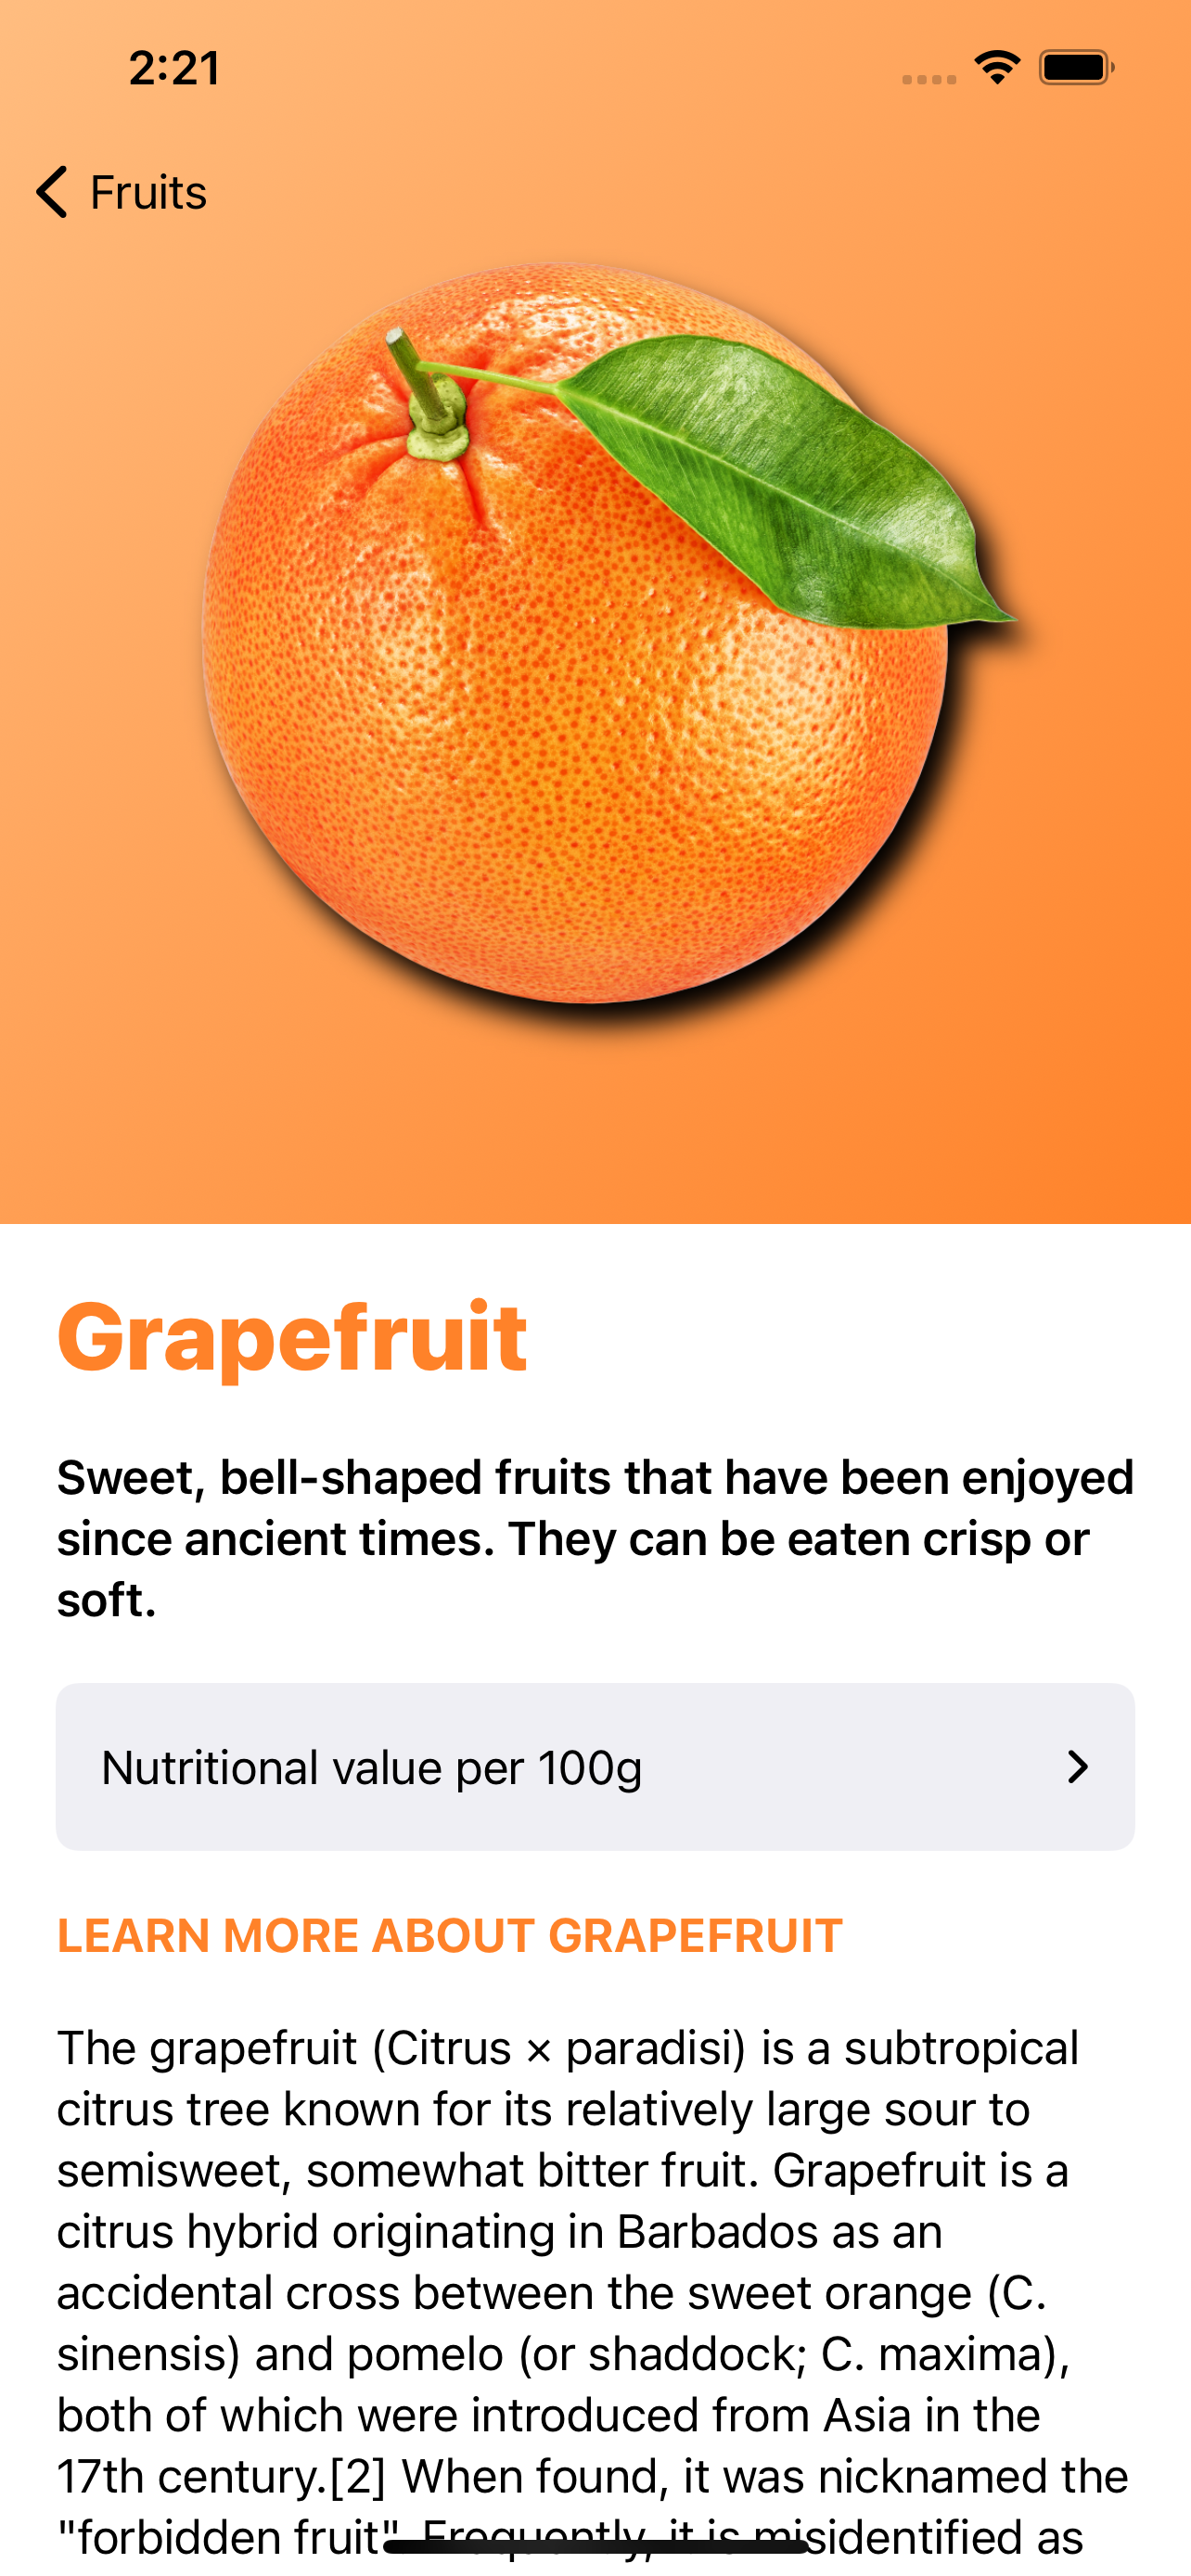 2:21
Fruits
Grapefruit
Sweet, bell-shaped fruits that have been enjoyed
since ancient times. They can be eaten crisp or
soft.
Nutritional value per 100g
LEARN MORE ABOUT GRAPEFRUIT
The grapefruit (Citrus × paradisi) is a subtropical
citrus tree known for its relatively large sour to
semisweet, somewhat bitter fruit. Grapefruit is a
citrus hybrid originating in Barbados as an
accidental cross between the sweet orange (C.
sinensis) and pomelo (or shaddock; C. maxima),
both of which were introduced from Asia in the
17th century.[2] When found, it was nicknamed the
"forbidden fruit". Frequently, it is misidentified as